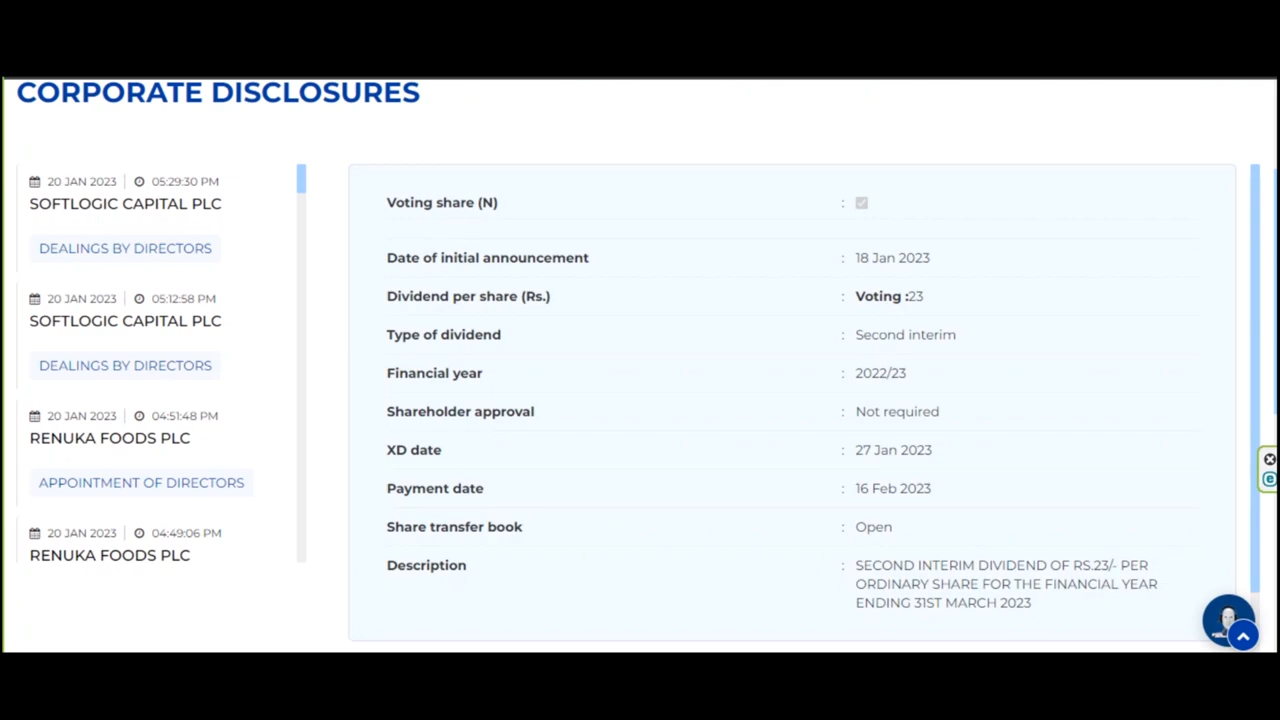 CORPORATE DISCLOSURES
20 JAN 2023 | 05:29:30 PM
SOFTLOGIC CAPITAL PLC
DEALINGS BY DIRECTORS
20 JAN 2023 | 05:12:58 PM
SOFTLOGIC CAPITAL PLC
DEALINGS BY DIRECTORS
20 JAN 2023 | 04:51:48 PM
RENUKA FOODS PLC
APPOINTMENT OF DIRECTORS
20 JAN 2023 | 04:49:06 PM
RENUKA FOODS PLC
Voting share (N) :
Date of initial announcement : 18 Jan 2023
Dividend per share (Rs.) : Voting :23
Type of dividend : Second interim
Financial year : 2022/23
Shareholder approval : Not required
XD date : 27 Jan 2023
Payment date : 16 Feb 2023
Share transfer book : Open
Description : SECOND INTERIM DIVIDEND OF RS.23/- PER
ORDINARY SHARE FOR THE FINANCIAL YEAR
ENDING 31ST MARCH 2023